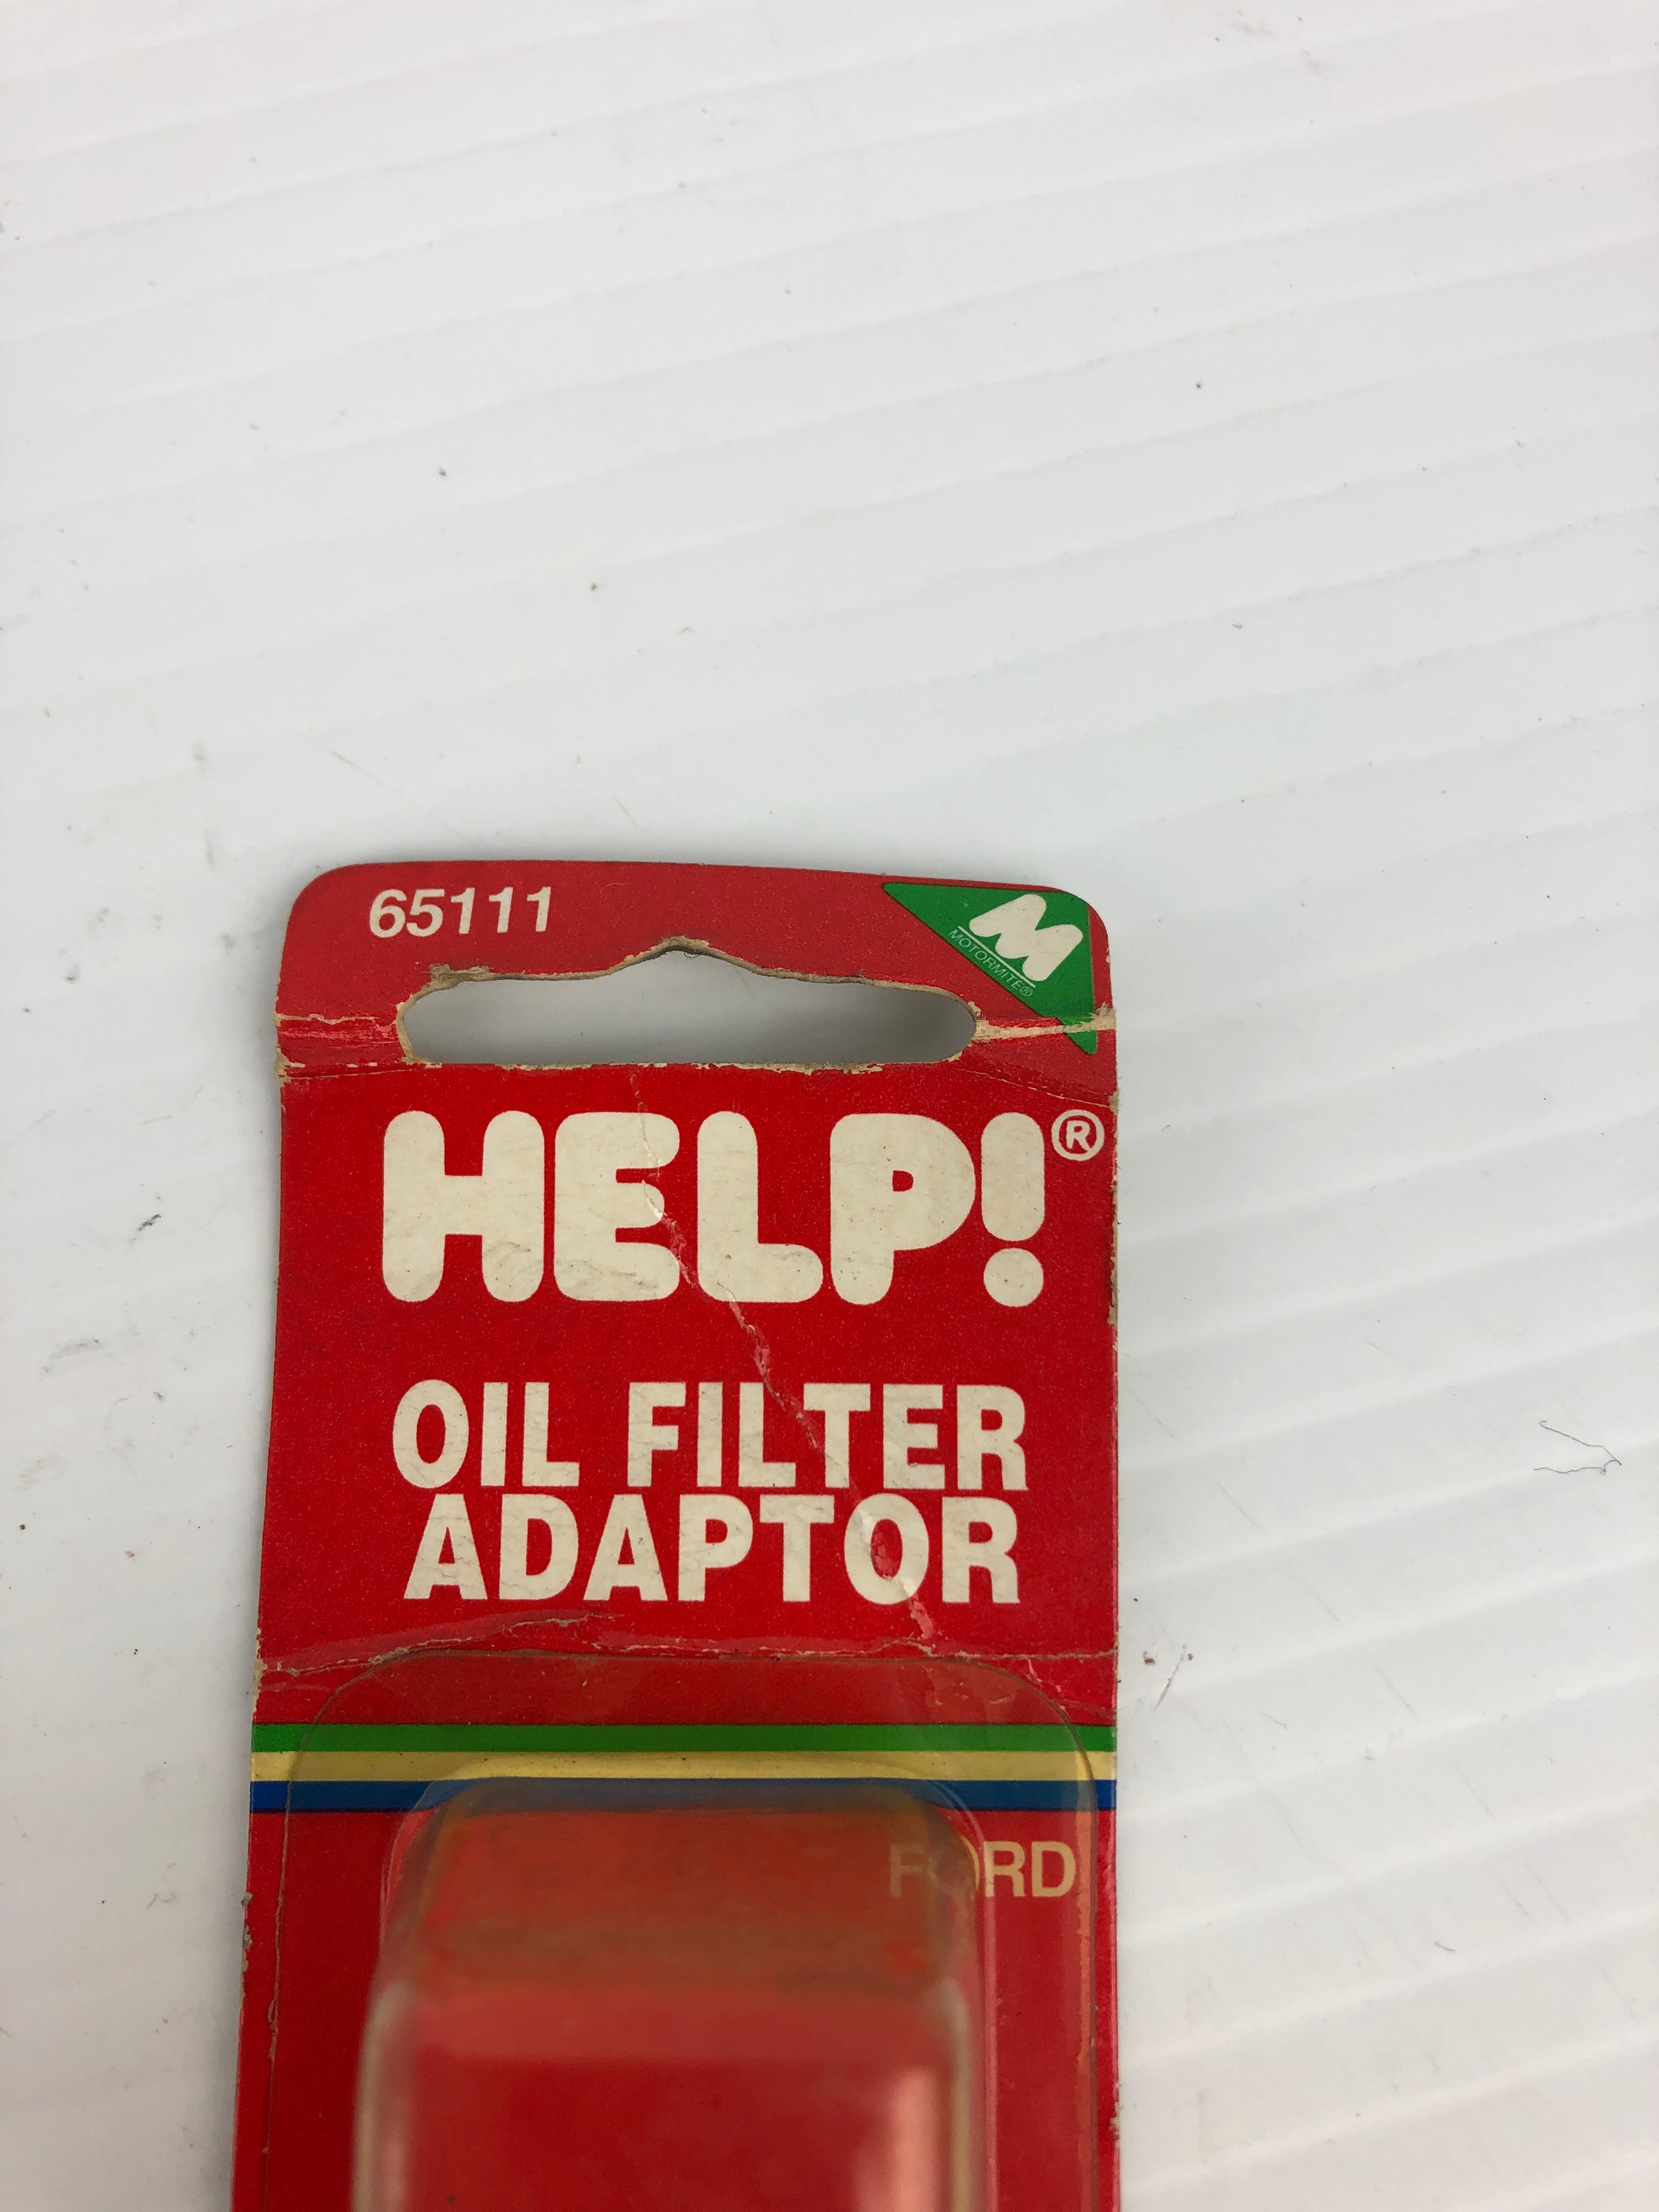 65111
M
MOTORMITE®
HELP!®
OIL FILTER
ADAPTOR
FORD